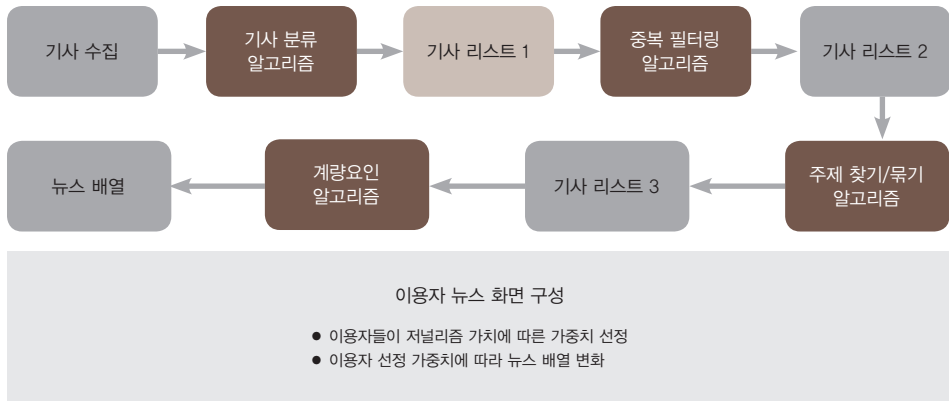 기사 수집
기사 분류
알고리즘
기사 리스트 1
중복 필터링
알고리즘
기사 리스트 2
뉴스 배열
계량요인
알고리즘
기사 리스트 3
주제 찾기/묶기
알고리즘
이용자 뉴스 화면 구성
● 이용자들이 저널리즘 가치에 따른 가중치 선정
● 이용자 선정 가중치에 따라 뉴스 배열 변화